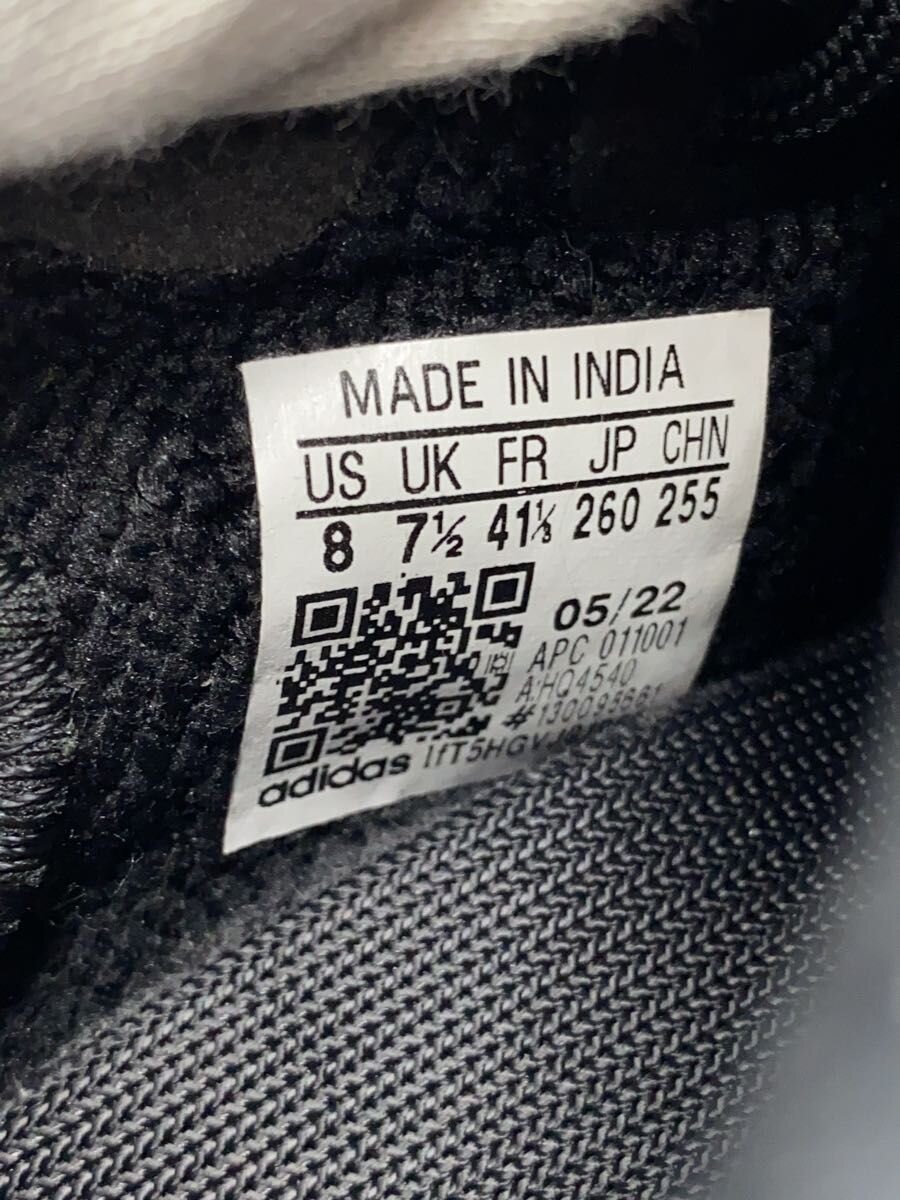 MADE IN INDIA
US UK FR JP CHN
8 7½ 41⅓ 260 255
05/22
APC 011001
A:HQ4540
adidas